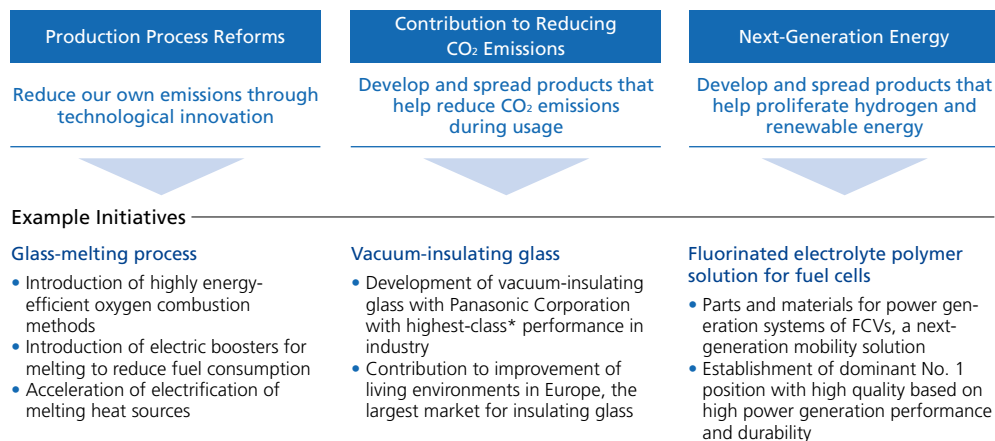 Production Process Reforms
Reduce our own emissions through
technological innovation
Contribution to Reducing
CO₂ Emissions
Develop and spread products that
help reduce CO₂ emissions
during usage
Next-Generation Energy
Develop and spread products that
help proliferate hydrogen and
renewable energy
Example Initiatives
Glass-melting process
• Introduction of highly energy-
efficient oxygen combustion
methods
• Introduction of electric boosters for
melting to reduce fuel consumption
• Acceleration of electrification of
melting heat sources
Vacuum-insulating glass
• Development of vacuum-insulating
glass with Panasonic Corporation
with highest-class* performance in
industry
• Contribution to improvement of
living environments in Europe, the
largest market for insulating glass
Fluorinated electrolyte polymer
solution for fuel cells
• Parts and materials for power gen-
eration systems of FCVs, a next-
generation mobility solution
• Establishment of dominant No. 1
position with high quality based on
high power generation performance
and durability